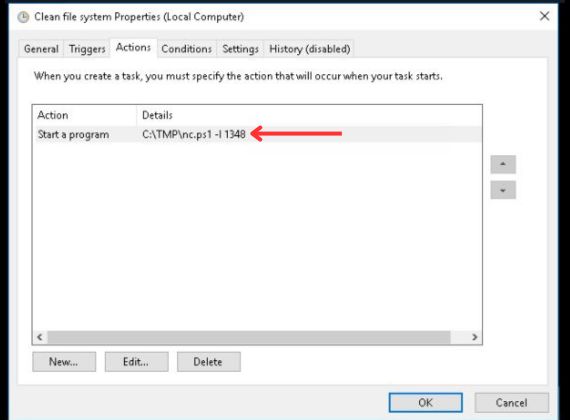 Clean file system Properties (Local Computer)
General Triggers Actions Conditions Settings History (disabled)
When you create a task, you must specify the action that will occur when your task starts.
Action Details
Start a program C:\TMP\nc.ps1 -l 1348
New... Edit... Delete
OK Cancel